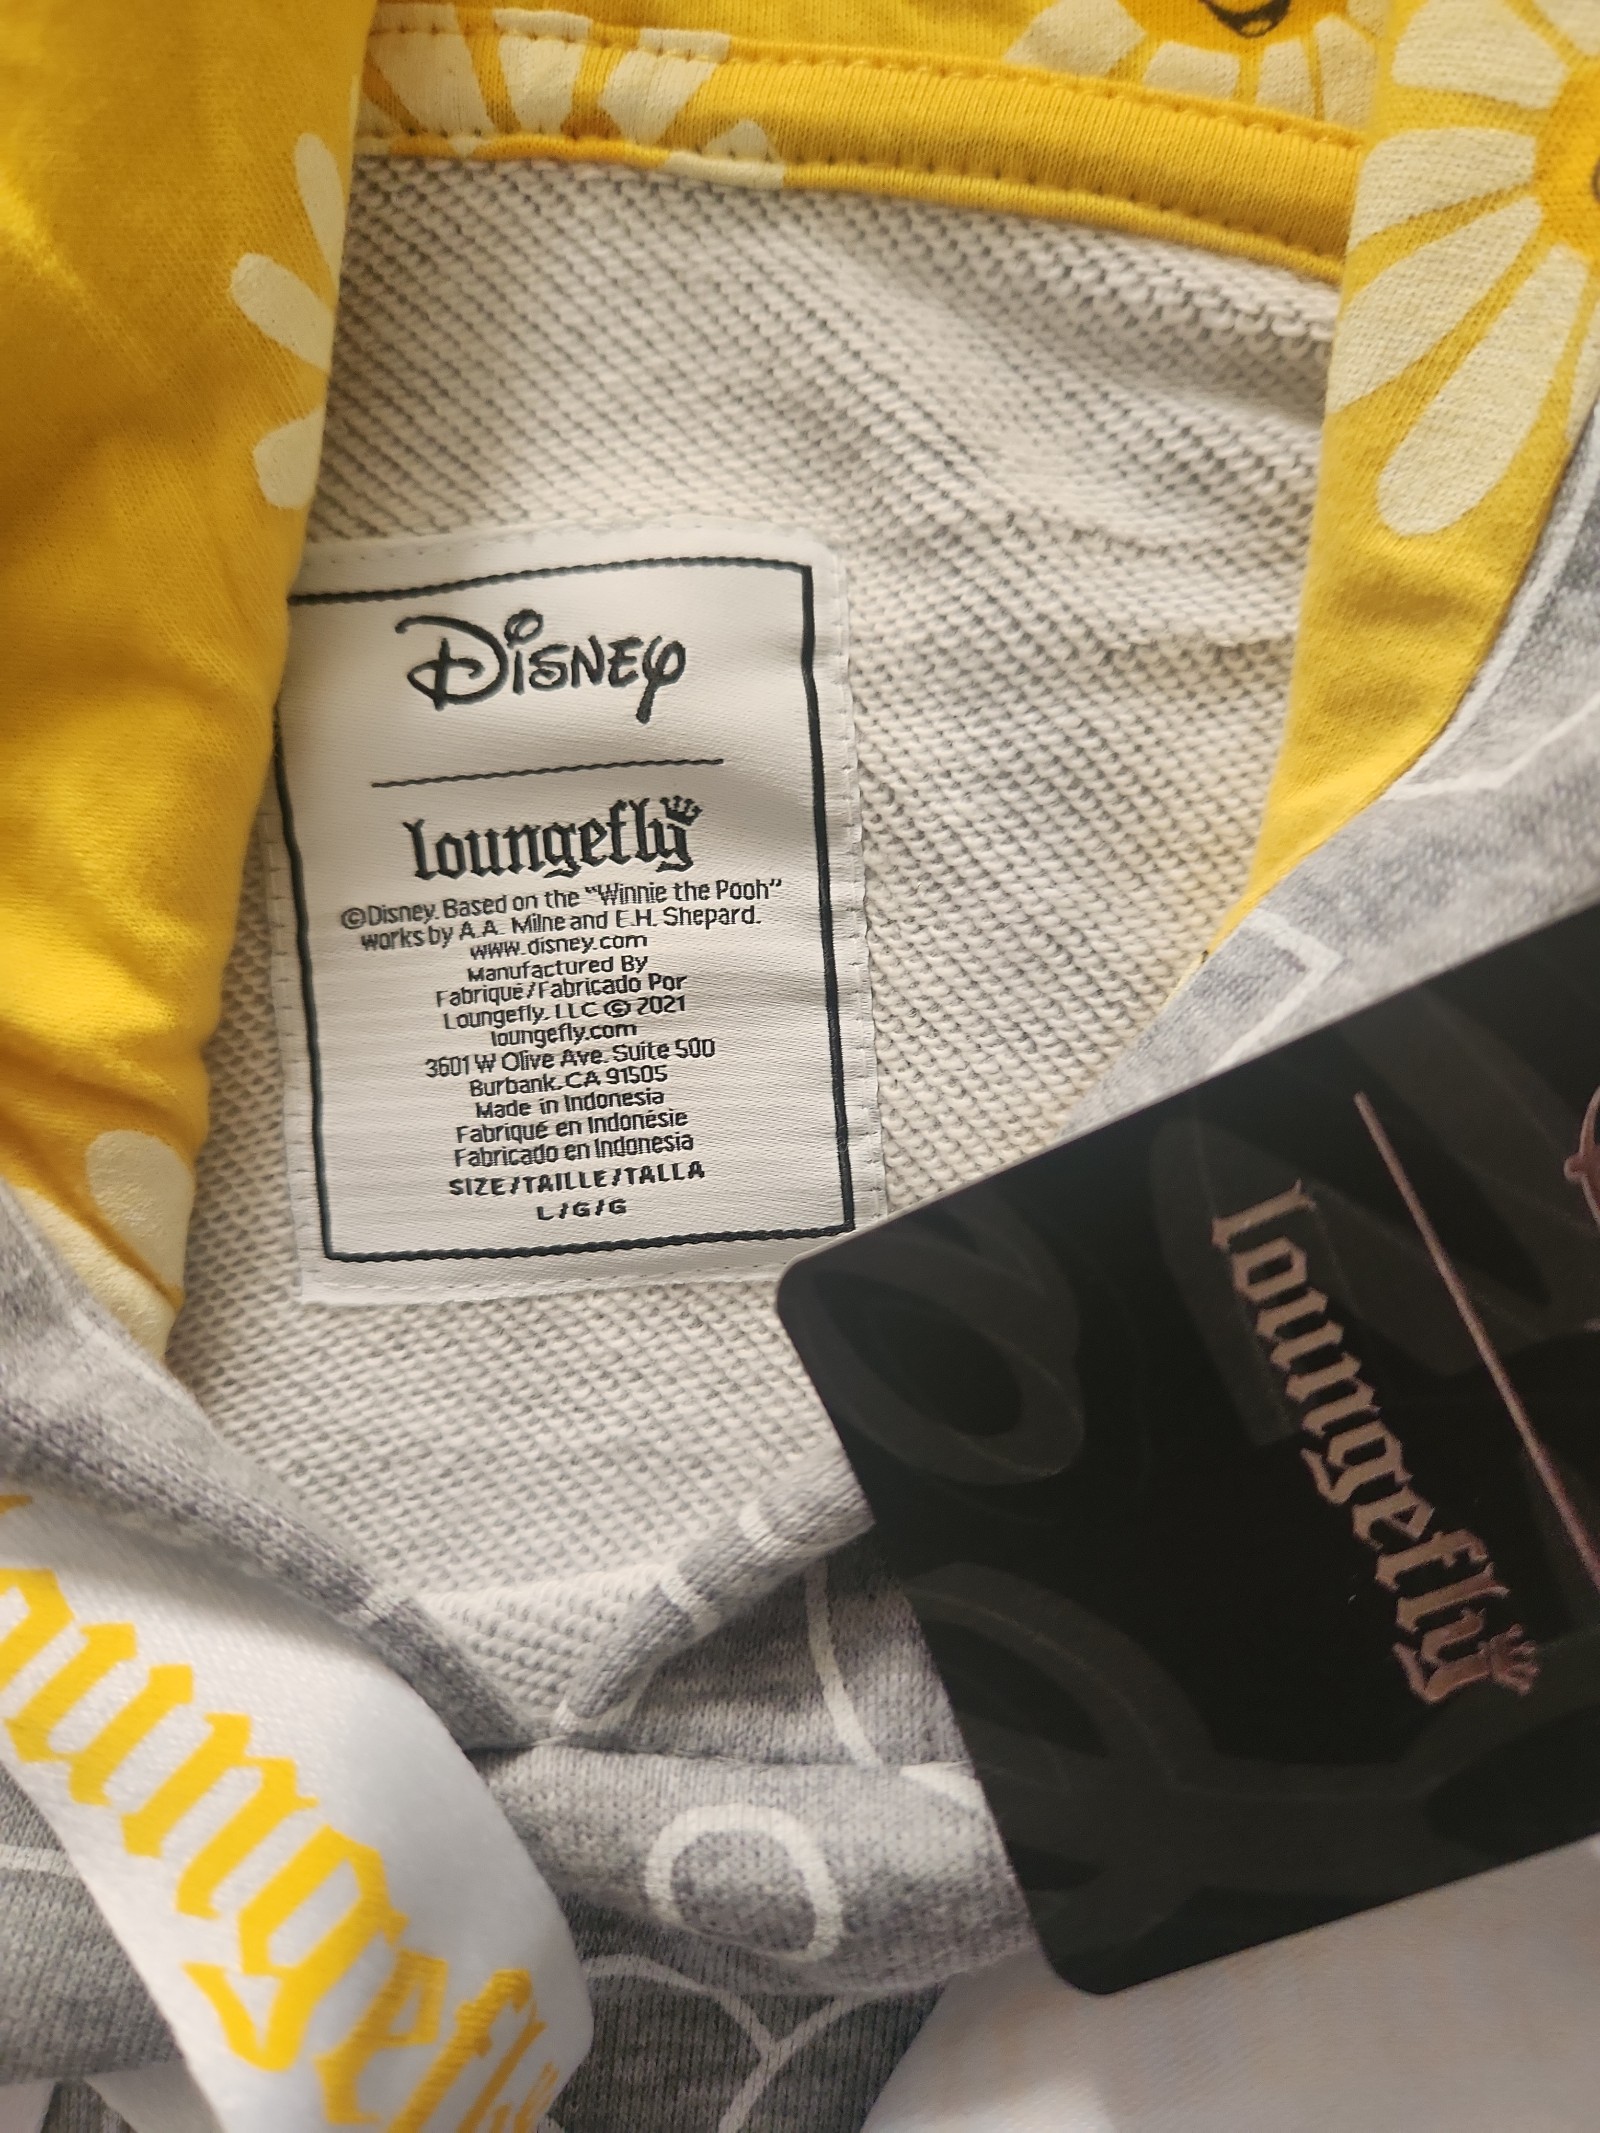 Disney
loungefly
©Disney. Based on the "Winnie the Pooh"
works by A.A. Milne and E.H. Shepard.
www.disney.com
Manufactured By
Fabriqué/Fabricado Por
Loungefly, LLC © 2021
loungefly.com
3601 W Olive Ave. Suite 500
Burbank, CA 91505
Made in Indonesia
Fabriqué en Indonésie
Fabricado en Indonesia
SIZE/TAILLE/TALLA
L/G/G
loungefly
oungefly